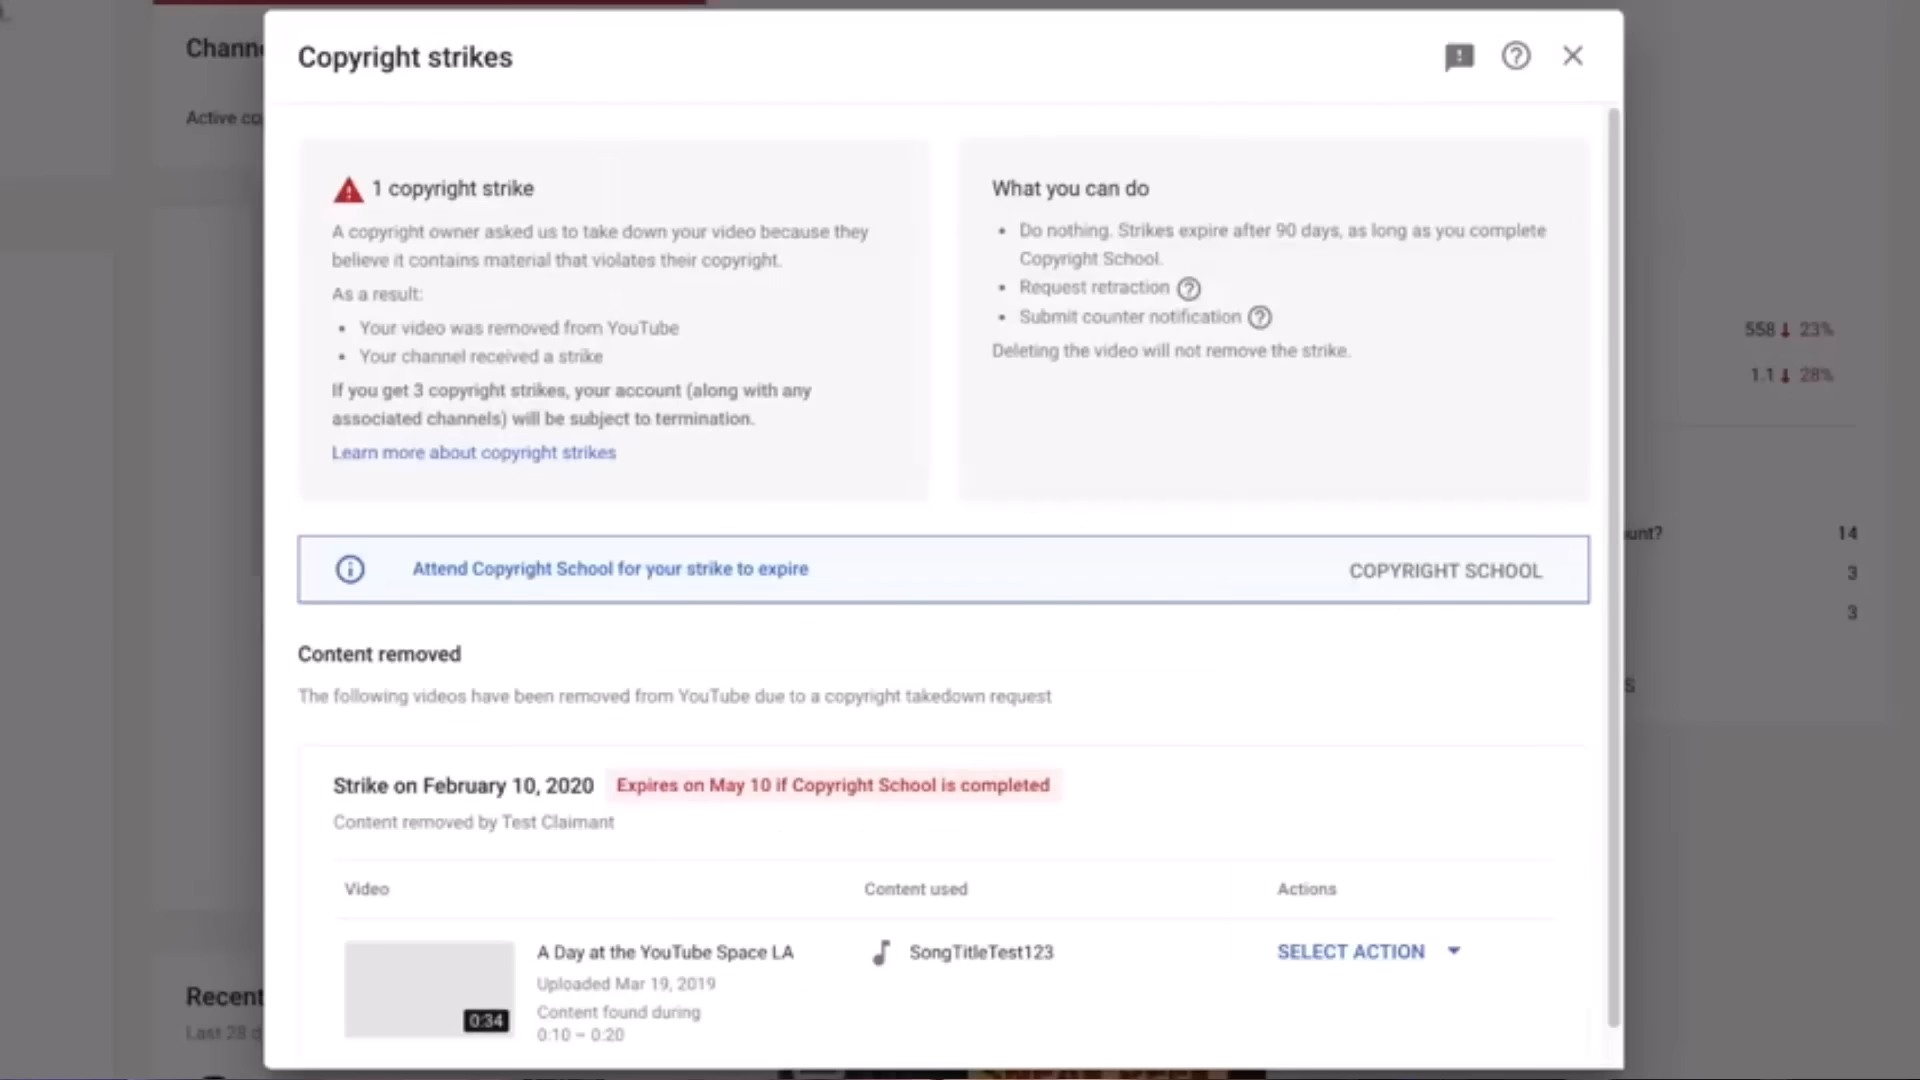 Copyright strikes
1 copyright strike
A copyright owner asked us to take down your video because they
believe it contains material that violates their copyright.
As a result:
• Your video was removed from YouTube
• Your channel received a strike
If you get 3 copyright strikes, your account (along with any
associated channels) will be subject to termination.
Learn more about copyright strikes
What you can do
• Do nothing. Strikes expire after 90 days, as long as you complete
Copyright School.
• Request retraction
• Submit counter notification
Deleting the video will not remove the strike.
Attend Copyright School for your strike to expire
COPYRIGHT SCHOOL
Content removed
The following videos have been removed from YouTube due to a copyright takedown request
Strike on February 10, 2020 Expires on May 10 if Copyright School is completed
Content removed by Test Claimant
Video Content used Actions
A Day at the YouTube Space LA
Uploaded Mar 19, 2019
Content found during
0:10 – 0:20
0:34
SongTitleTest123
SELECT ACTION
Active
558 23%
1.1 28%
14
3
3
Recent
Last 28